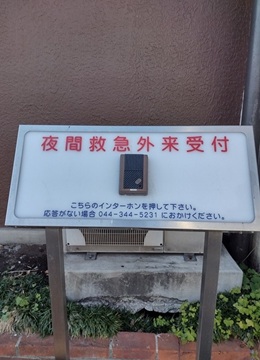 夜間救急外来受付
こちらのインターホンを押して下さい。
応答がない場合 044-344-5231 におかけください。